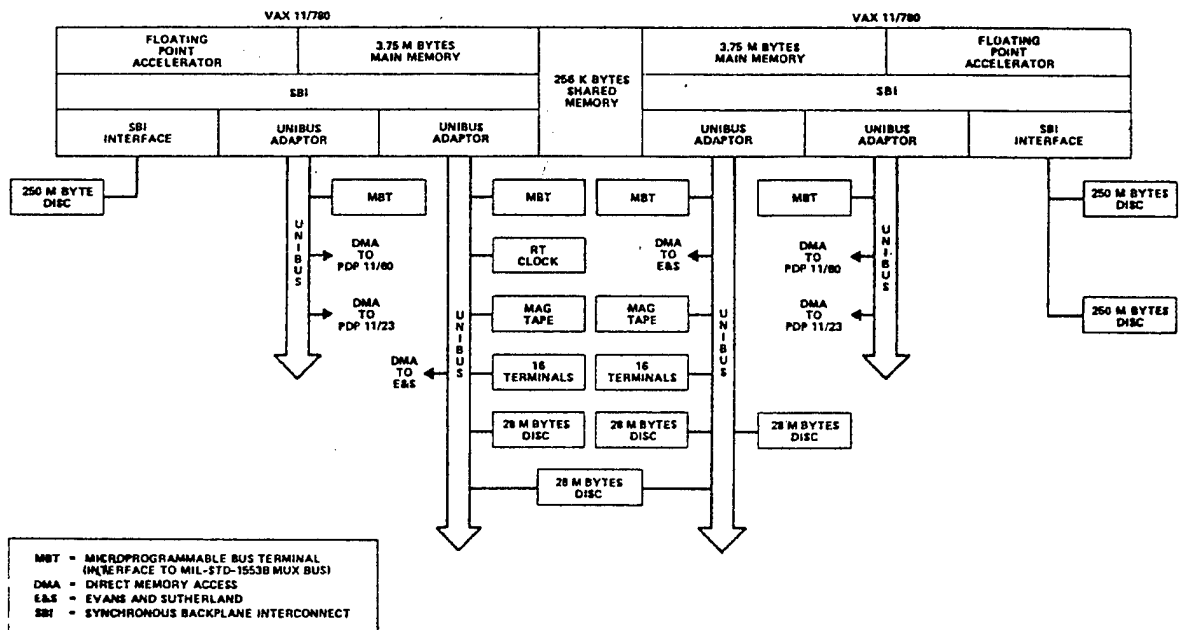 VAX 11/780
VAX 11/780
FLOATING
POINT
ACCELERATOR
3.75 M BYTES
MAIN MEMORY
256 K BYTES
SHARED
MEMORY
3.75 M BYTES
MAIN MEMORY
FLOATING
POINT
ACCELERATOR
SBI
SBI
SBI
INTERFACE
UNIBUS
ADAPTOR
UNIBUS
ADAPTOR
UNIBUS
ADAPTOR
UNIBUS
ADAPTOR
SBI
INTERFACE
250 M BYTE
DISC
UNIBUS
MBT
DMA
TO
PDP 11/60
DMA
TO
PDP 11/23
UNIBUS
MBT
RT
CLOCK
MAG
TAPE
DMA
TO
E&S
16
TERMINALS
28 M BYTES
DISC
28 M BYTES
DISC
MBT
DMA
TO
E&S
MAG
TAPE
16
TERMINALS
28 M BYTES
DISC
UNIBUS
28 M BYTES
DISC
MBT
DMA
TO
PDP 11/60
DMA
TO
PDP 11/23
UNIBUS
250 M BYTES
DISC
250 M BYTES
DISC
MBT = MICROPROGRAMMABLE BUS TERMINAL
(INTERFACE TO MIL-STD-1553B MUX BUS)
DMA = DIRECT MEMORY ACCESS
E&S = EVANS AND SUTHERLAND
SBI = SYNCHRONOUS BACKPLANE INTERCONNECT